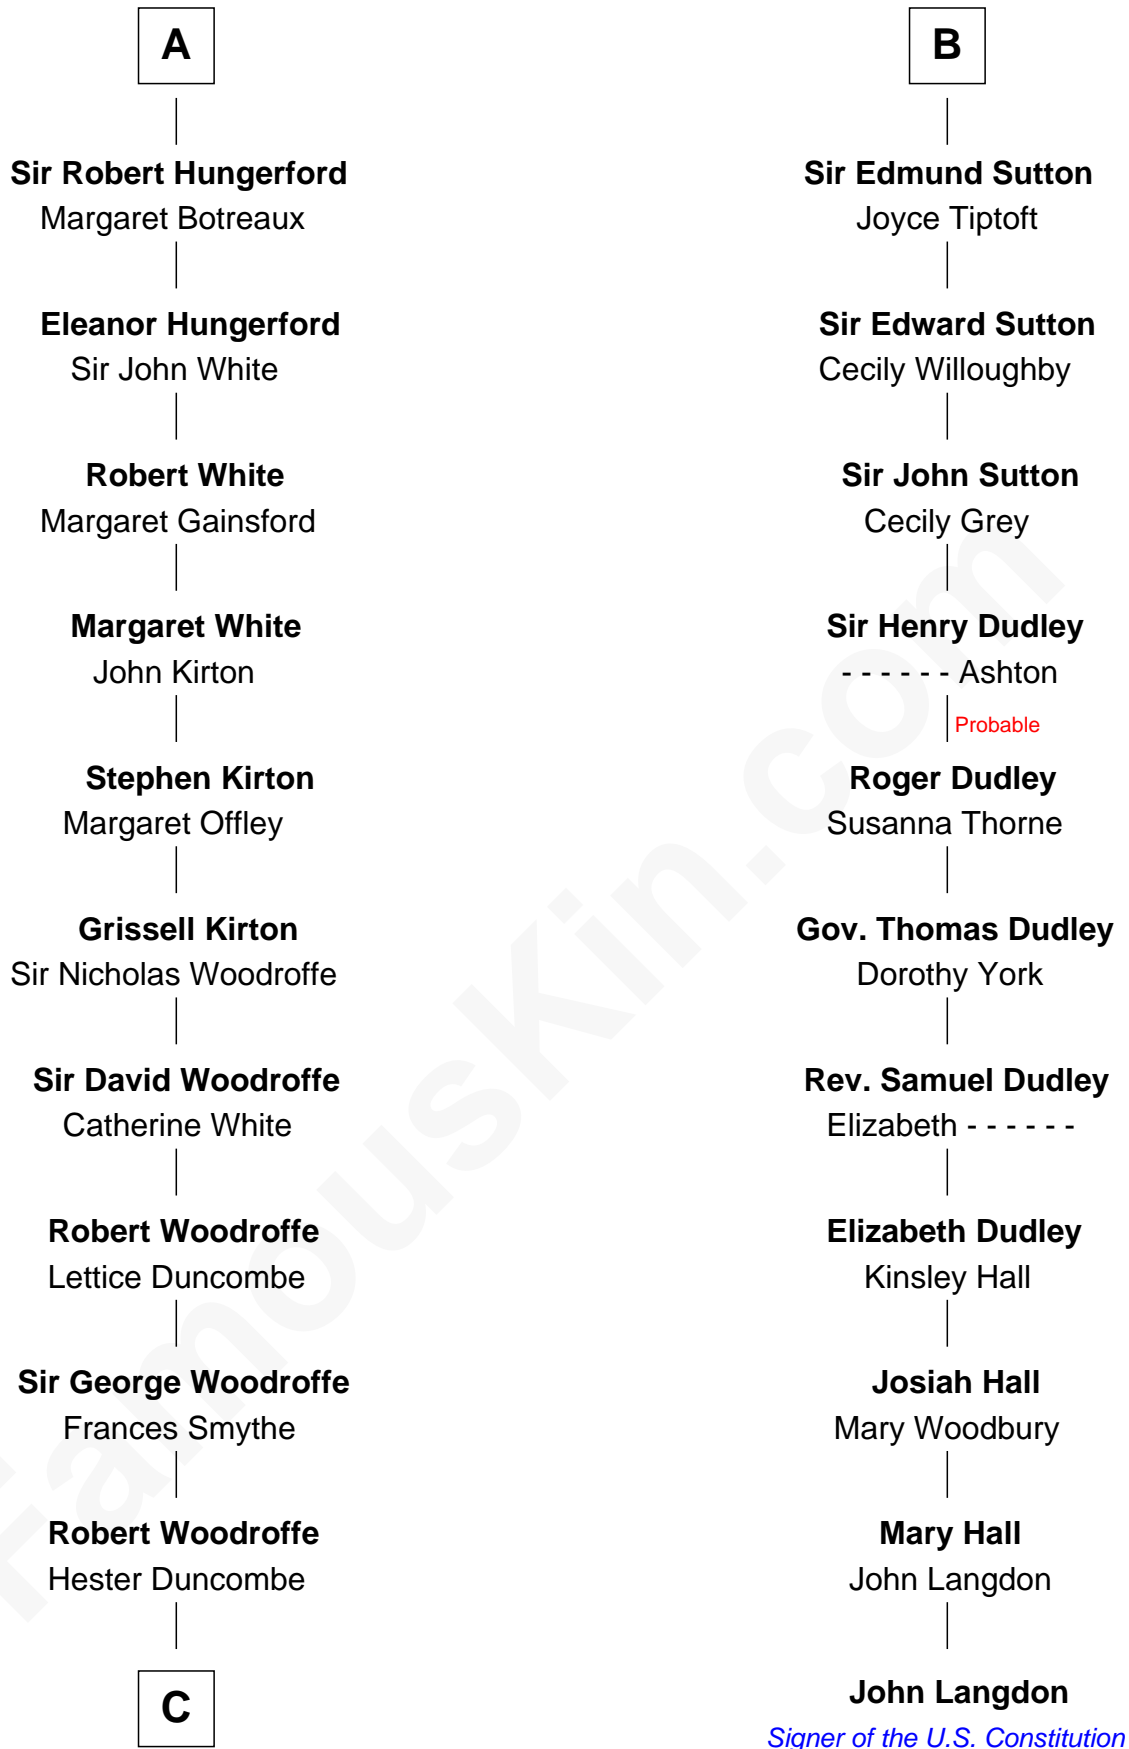 A
Sir Robert Hungerford
Margaret Botreaux
Eleanor Hungerford
Sir John White
Robert White
Margaret Gainsford
Margaret White
John Kirton
Stephen Kirton
Margaret Offley
Grissell Kirton
Sir Nicholas Woodroffe
Sir David Woodroffe
Catherine White
Robert Woodroffe
Lettice Duncombe
Sir George Woodroffe
Frances Smythe
Robert Woodroffe
Hester Duncombe
C
B
Sir Edmund Sutton
Joyce Tiptoft
Sir Edward Sutton
Cecily Willoughby
Sir John Sutton
Cecily Grey
Sir Henry Dudley
- - - - - - Ashton
Probable
Roger Dudley
Susanna Thorne
Gov. Thomas Dudley
Dorothy York
Rev. Samuel Dudley
Elizabeth - - - - - -
Elizabeth Dudley
Kinsley Hall
Josiah Hall
Mary Woodbury
Mary Hall
John Langdon
John Langdon
Signer of the U.S. Constitution
FamousKin.com